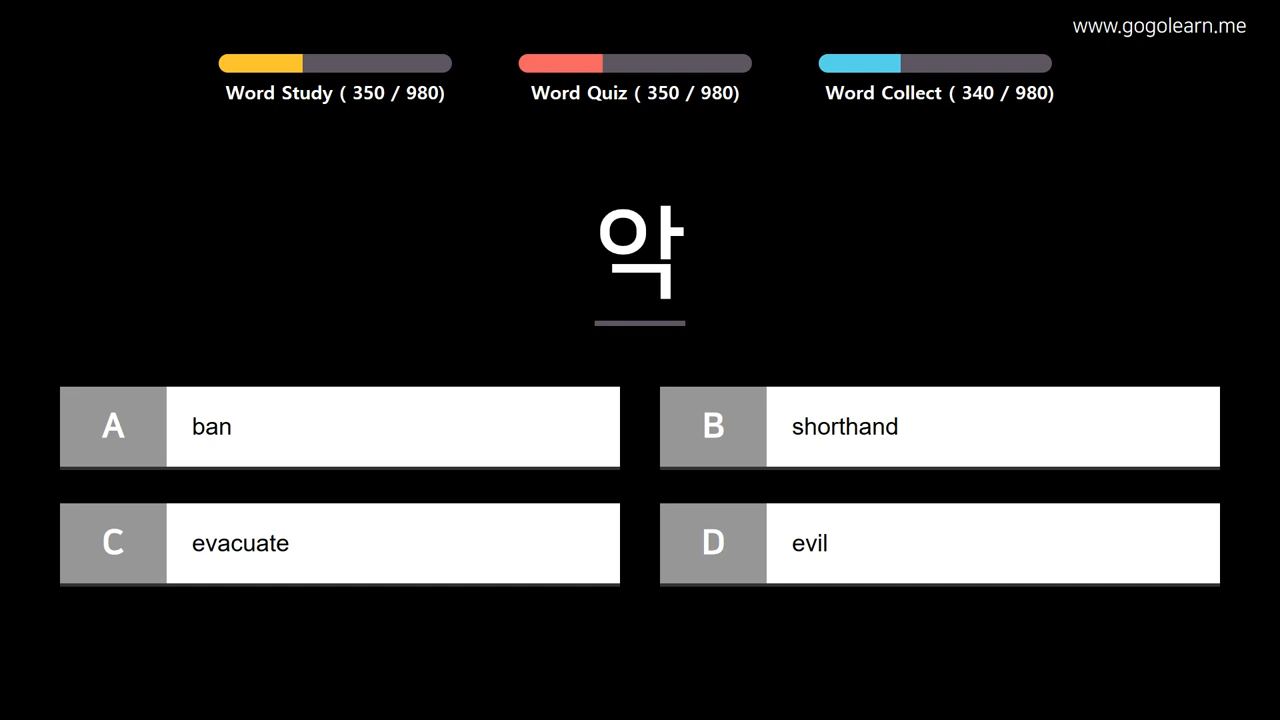 www.gogolearn.me
Word Study ( 350 / 980)
Word Quiz ( 350 / 980)
Word Collect ( 340 / 980)
악
A ban
B shorthand
C evacuate
D evil